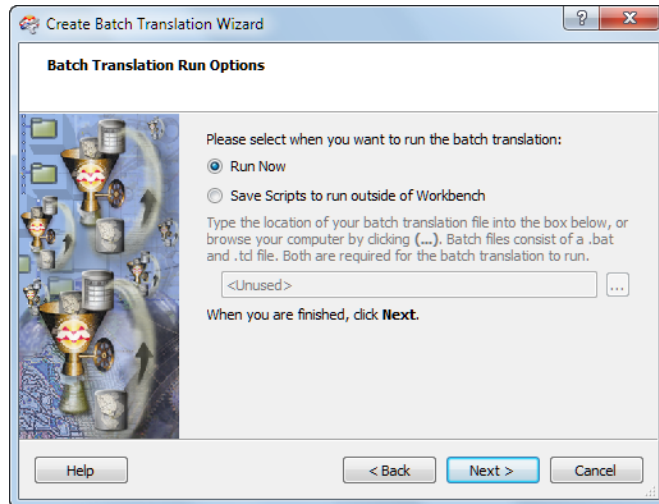 Create Batch Translation Wizard
Batch Translation Run Options
Please select when you want to run the batch translation:
Run Now
Save Scripts to run outside of Workbench
Type the location of your batch translation file into the box below, or
browse your computer by clicking (...). Batch files consist of a .bat
and .tcl file. Both are required for the batch translation to run.
<Unused>
...
When you are finished, click Next.
Help
< Back
Next >
Cancel